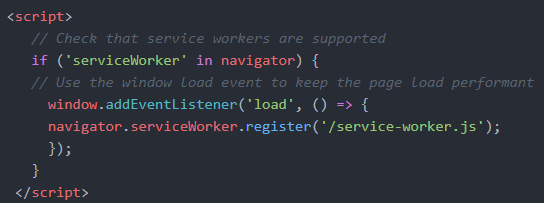 <script>
// Check that service workers are supported
if ('serviceWorker' in navigator) {
// Use the window load event to keep the page load performant
window.addEventListener('load', () => {
navigator.serviceWorker.register('/service-worker.js');
});
}
</script>